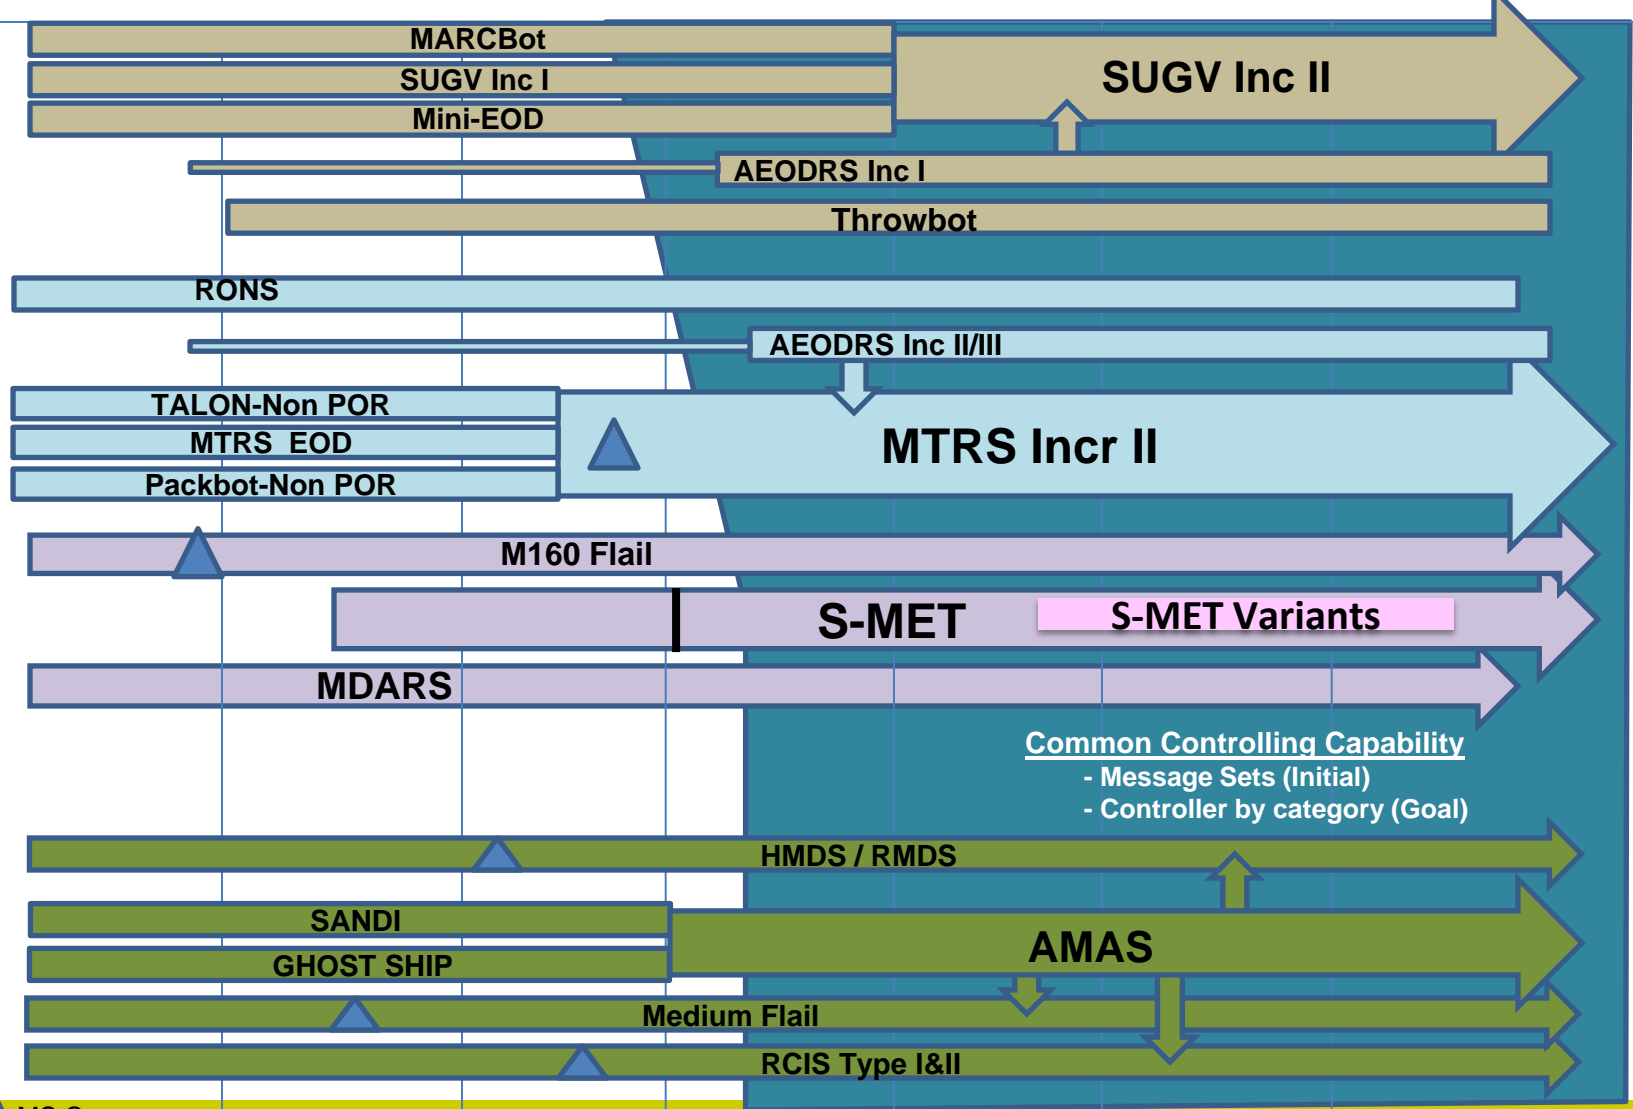 MARCBot
SUGV Inc I
SUGV Inc II
Mini-EOD
AEODRS Inc I
Throwbot
RONS
AEODRS Inc II/III
TALON-Non POR
MTRS EOD
MTRS Incr II
Packbot-Non POR
M160 Flail
S-MET
S-MET Variants
MDARS
Common Controlling Capability
- Message Sets (Initial)
- Controller by category (Goal)
HMDS / RMDS
SANDI
AMAS
GHOST SHIP
Medium Flail
RCIS Type I&II